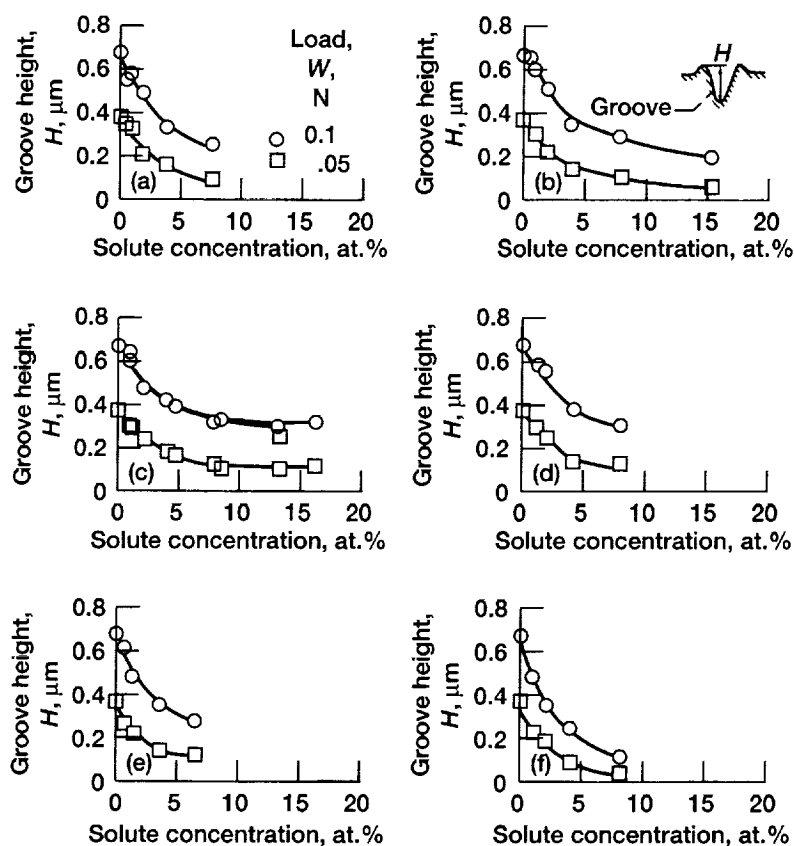 Groove height,
H, μm
0.8
0.6
0.4
0.2
0
(a)
Load,
W,
N
0.1
.05
0 5 10 15 20
Solute concentration, at.%
Groove height,
H, μm
0.8
0.6
0.4
0.2
0
(b)
H
Groove
0 5 10 15 20
Solute concentration, at.%
Groove height,
H, μm
0.8
0.6
0.4
0.2
0
(c)
0 5 10 15 20
Solute concentration, at.%
Groove height,
H, μm
0.8
0.6
0.4
0.2
0
(d)
0 5 10 15 20
Solute concentration, at.%
Groove height,
H, μm
0.8
0.6
0.4
0.2
0
(e)
0 5 10 15 20
Solute concentration, at.%
Groove height,
H, μm
0.8
0.6
0.4
0.2
0
(f)
0 5 10 15 20
Solute concentration, at.%